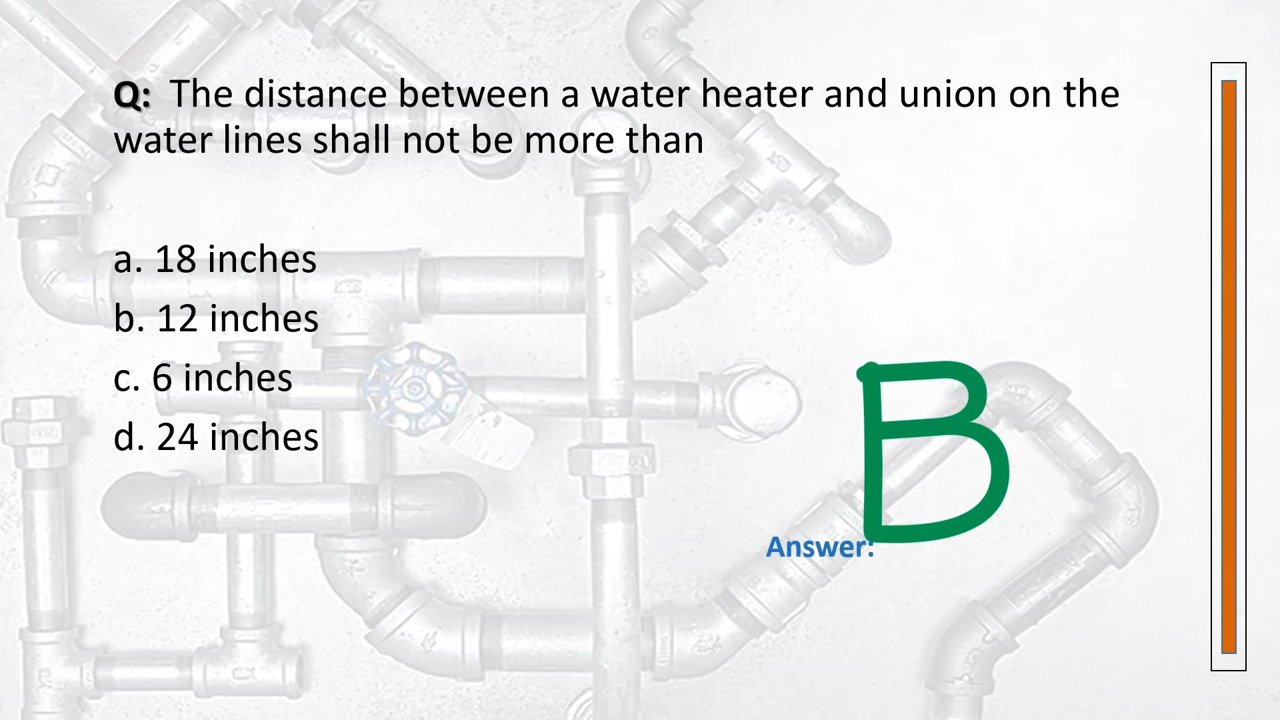 Q: The distance between a water heater and union on the
water lines shall not be more than
a. 18 inches
b. 12 inches
c. 6 inches
d. 24 inches
B
Answer: